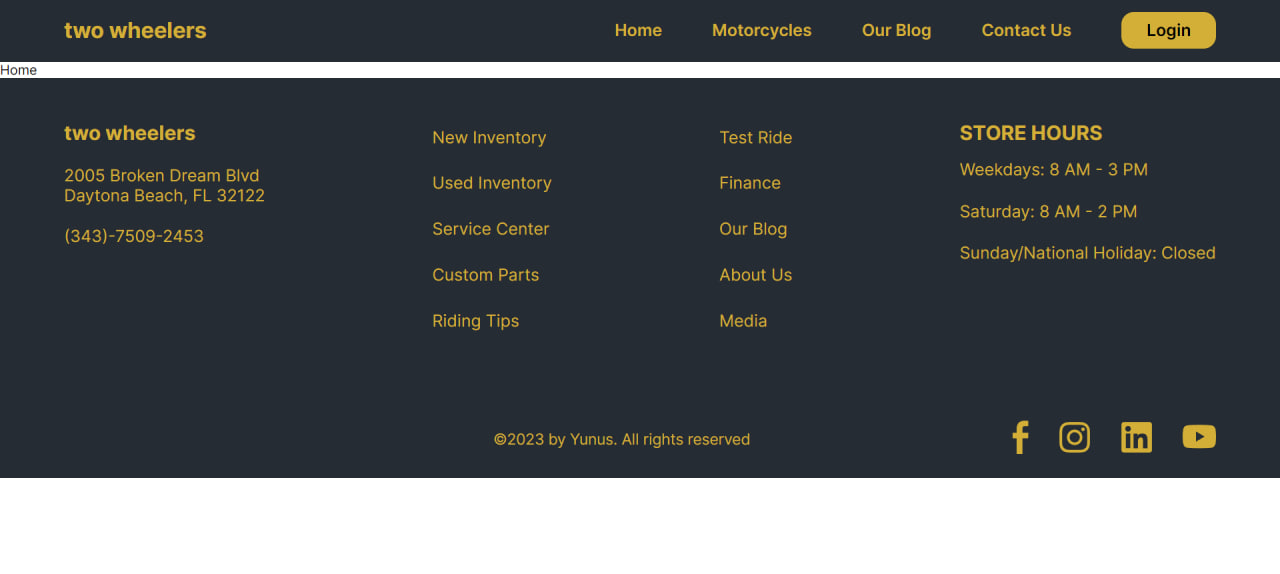 two wheelers
Home
Motorcycles
Our Blog
Contact Us
Login
Home
two wheelers
2005 Broken Dream Blvd
Daytona Beach, FL 32122
(343)-7509-2453
New Inventory
Used Inventory
Service Center
Custom Parts
Riding Tips
Test Ride
Finance
Our Blog
About Us
Media
STORE HOURS
Weekdays: 8 AM - 3 PM
Saturday: 8 AM - 2 PM
Sunday/National Holiday: Closed
©2023 by Yunus. All rights reserved